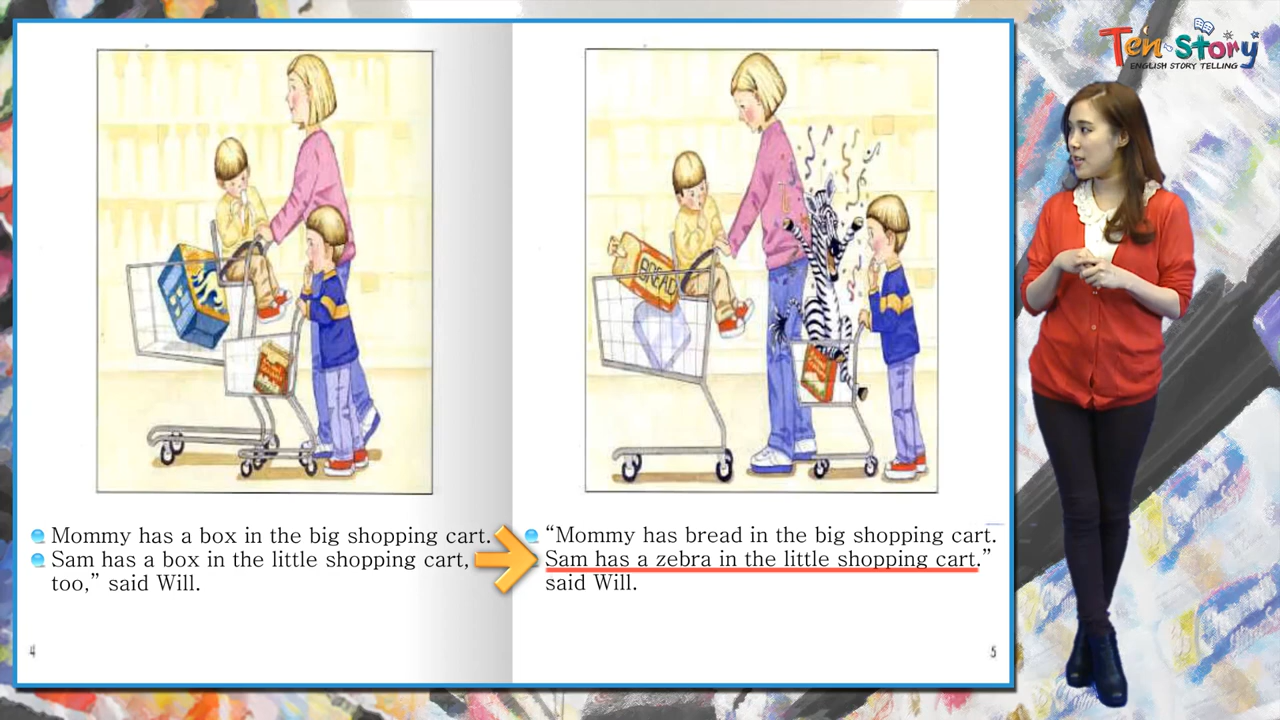 Ten Story
ENGLISH STORY TELLING
BREAD
Mommy has a box in the big shopping cart.
Sam has a box in the little shopping cart,
too,” said Will.
4
“Mommy has bread in the big shopping cart.
Sam has a zebra in the little shopping cart.”
said Will.
5